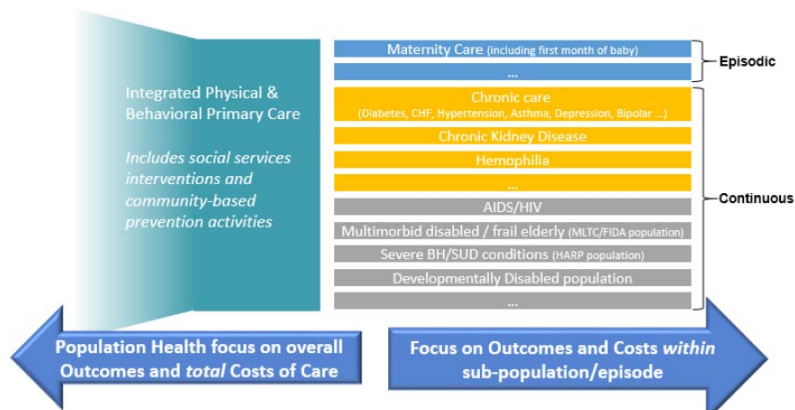 Integrated Physical &
Behavioral Primary Care
Includes social services
interventions and
community-based
prevention activities
Maternity Care (including first month of baby)
...
Episodic
Chronic care
(Diabetes, CHF, Hypertension, Asthma, Depression, Bipolar ...)
Chronic Kidney Disease
Hemophilia
...
AIDS/HIV
Multimorbid disabled / frail elderly (MLTC/FIDA population)
Severe BH/SUD conditions (HARP population)
Developmentally Disabled population
...
Continuous
Population Health focus on overall
Outcomes and total Costs of Care
Focus on Outcomes and Costs within
sub-population/episode